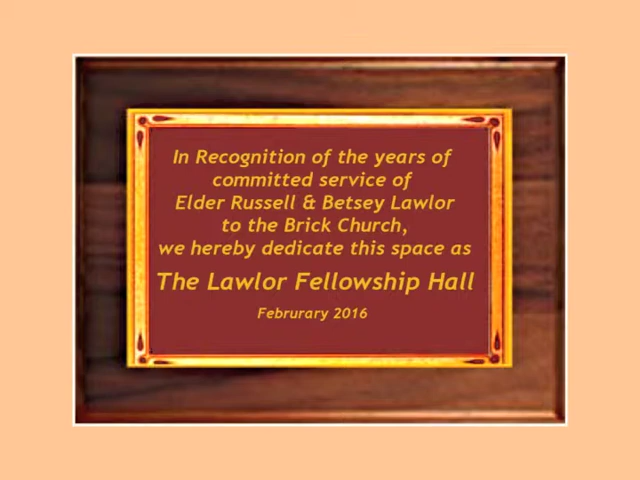 In Recognition of the years of
committed service of
Elder Russell & Betsey Lawlor
to the Brick Church,
we hereby dedicate this space as
The Lawlor Fellowship Hall
Februrary 2016